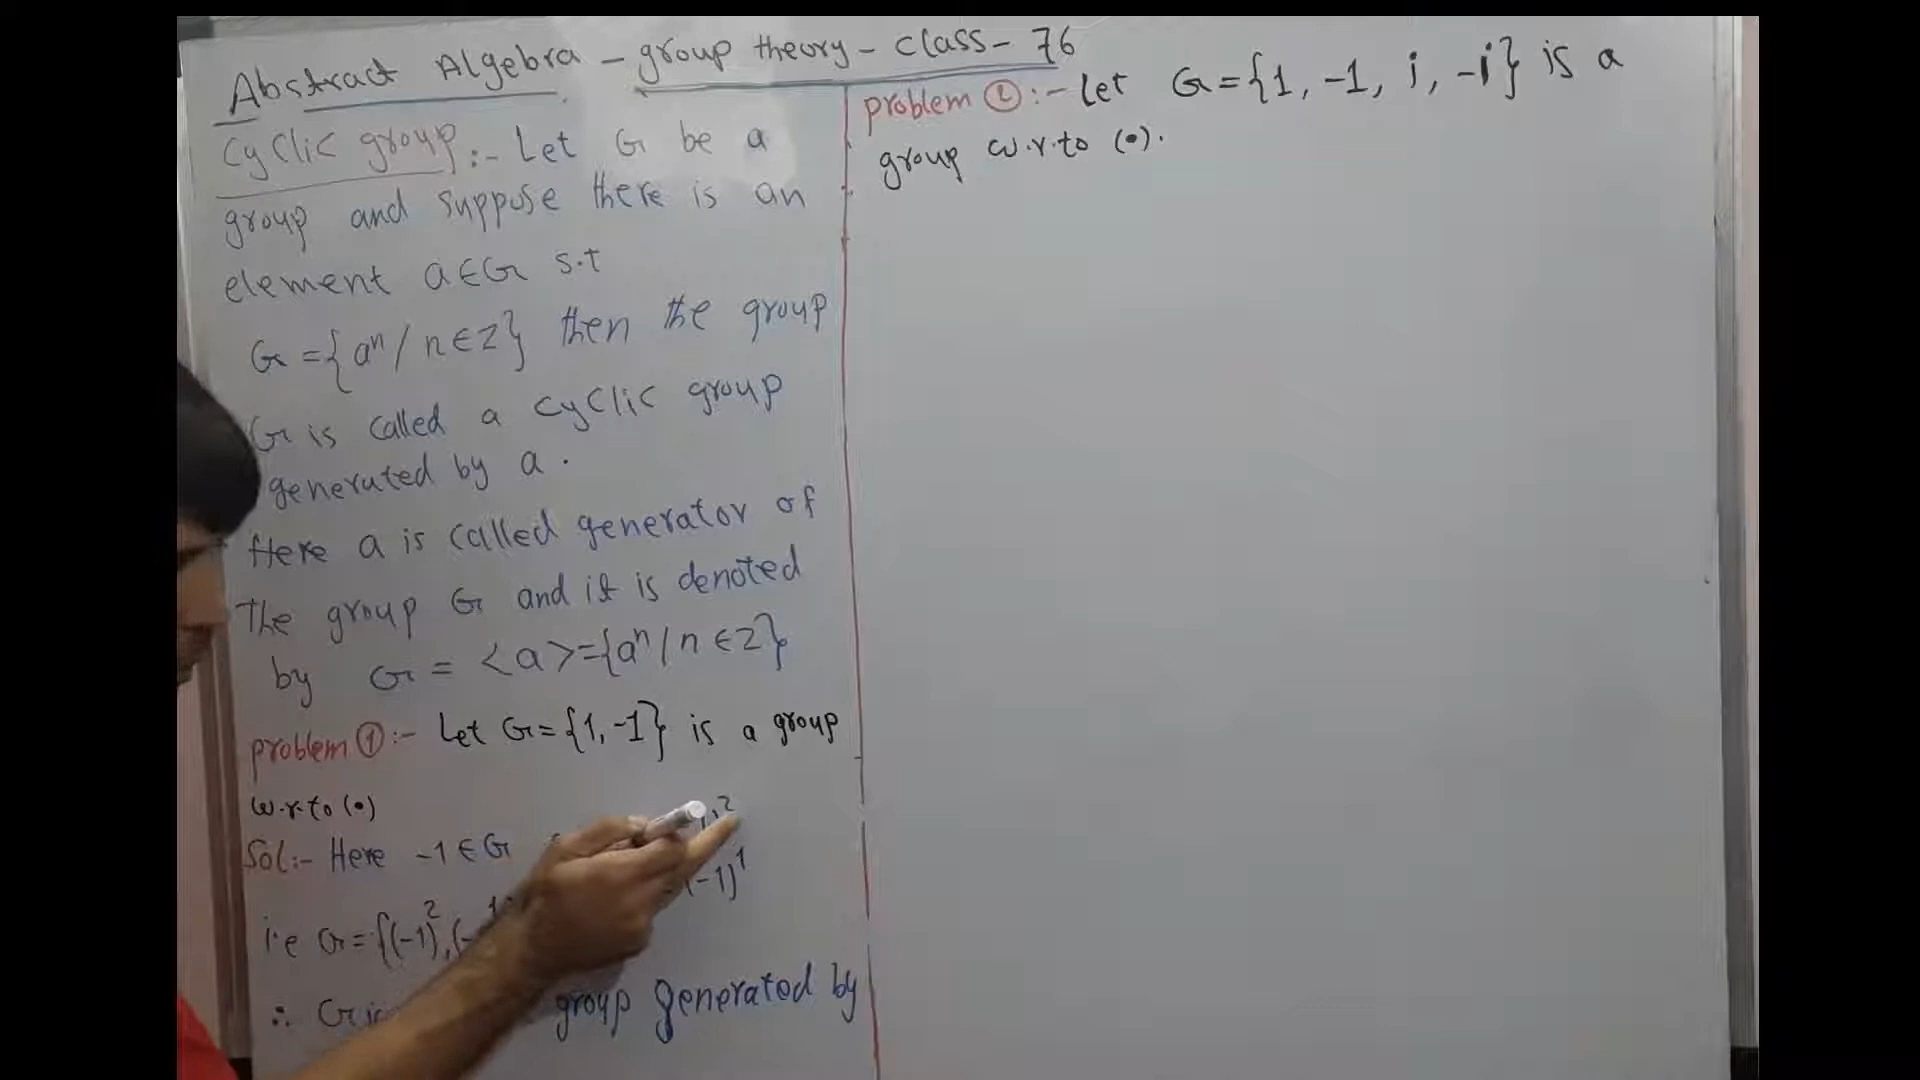 Abstract Algebra - group theory - class - 76
Cyclic group :- Let G be a
group and suppose there is an
element a∈G s.t
G = {aⁿ / n∈Z} then the group
G is called a cyclic group
generated by a.
Here a is called generator of
The group G and it is denoted
by G = <a> = {aⁿ / n∈Z}
problem ① :- Let G = {1, -1} is a group
w.r.to (•)
Sol:- Here -1∈G
(-1)¹
i.e G = {(-1)²,
∴ G is group generated by
problem ② :- Let G = {1, -1, i, -i} is a
group w.r.to (•).